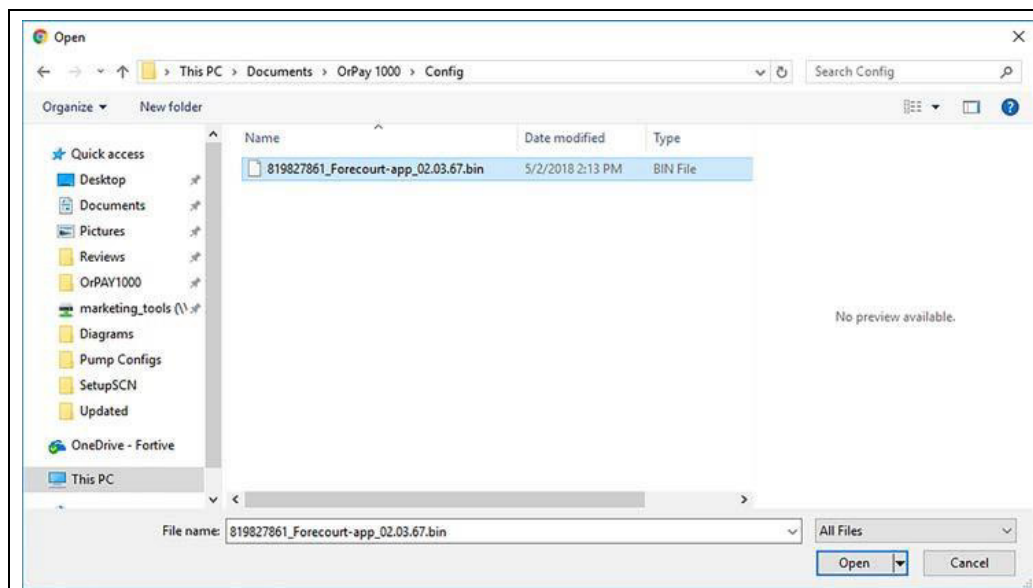 Open
This PC > Documents > OrPay 1000 > Config
Search Config
Organize
New folder
Name
Date modified
Type
Quick access
Desktop
Documents
Pictures
Reviews
OrPAY1000
marketing_tools (\\
Diagrams
Pump Configs
SetupSCN
Updated
OneDrive - Fortive
This PC
819827861_Forecourt-app_02.03.67.bin
5/2/2018 2:13 PM
BIN File
No preview available.
File name:
819827861_Forecourt-app_02.03.67.bin
All Files
Open
Cancel